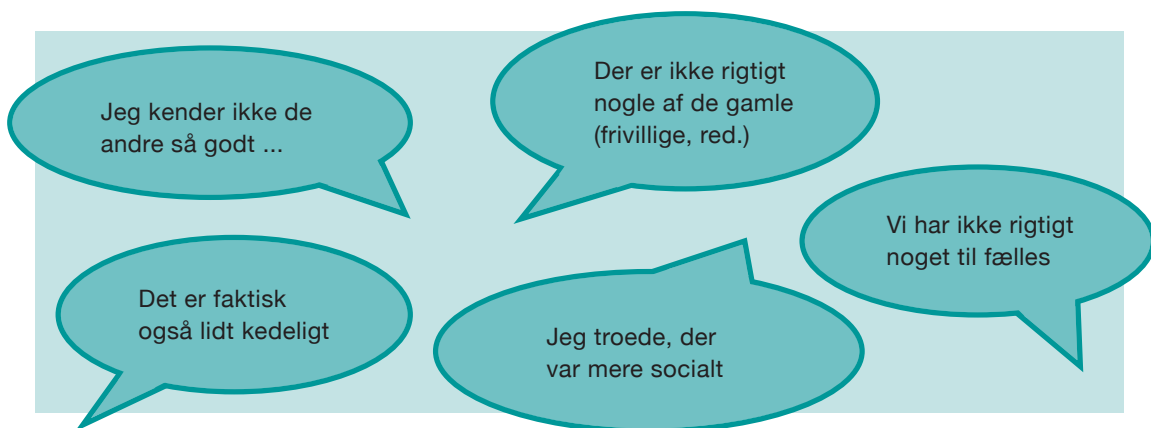 Jeg kender ikke de
andre så godt ...
Der er ikke rigtigt
nogle af de gamle
(frivillige, red.)
Vi har ikke rigtigt
noget til fælles
Det er faktisk
også lidt kedeligt
Jeg troede, der
var mere socialt